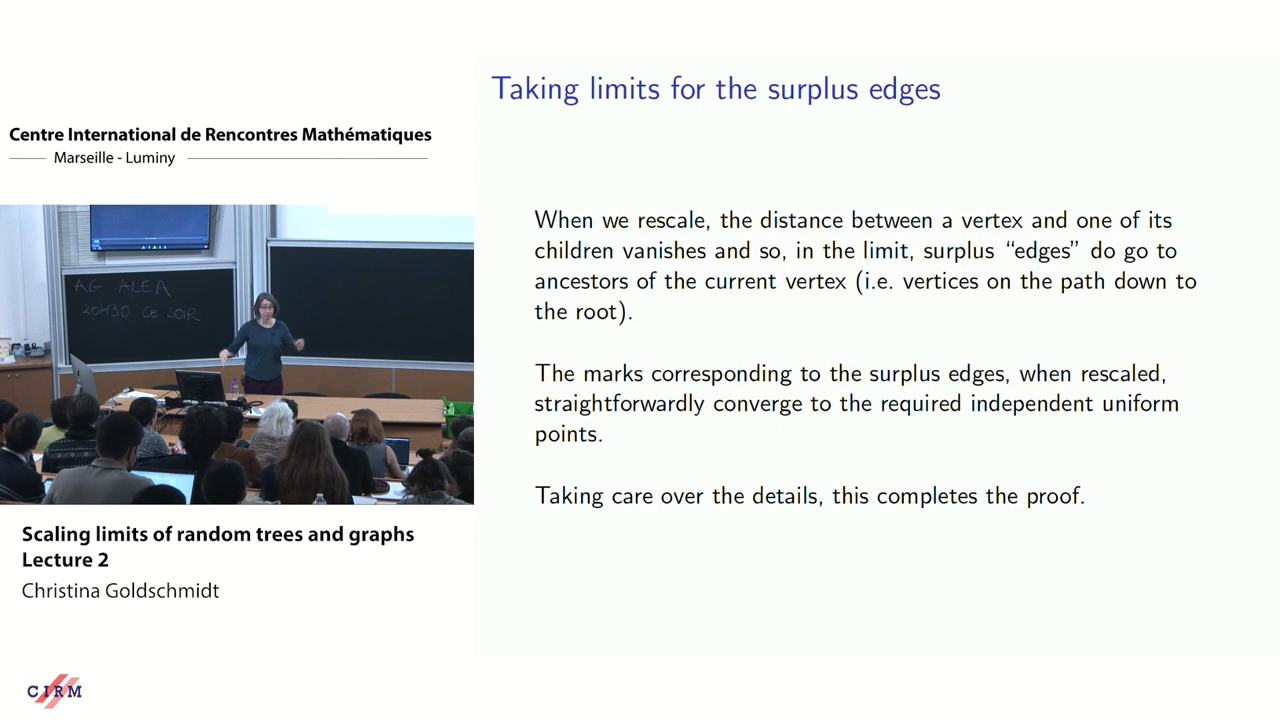 Taking limits for the surplus edges
Centre International de Rencontres Mathématiques
Marseille - Luminy
AG ALEA
20H30 CE SOIR
When we rescale, the distance between a vertex and one of its
children vanishes and so, in the limit, surplus “edges” do go to
ancestors of the current vertex (i.e. vertices on the path down to
the root).
The marks corresponding to the surplus edges, when rescaled,
straightforwardly converge to the required independent uniform
points.
Taking care over the details, this completes the proof.
Scaling limits of random trees and graphs
Lecture 2
Christina Goldschmidt
CIRM